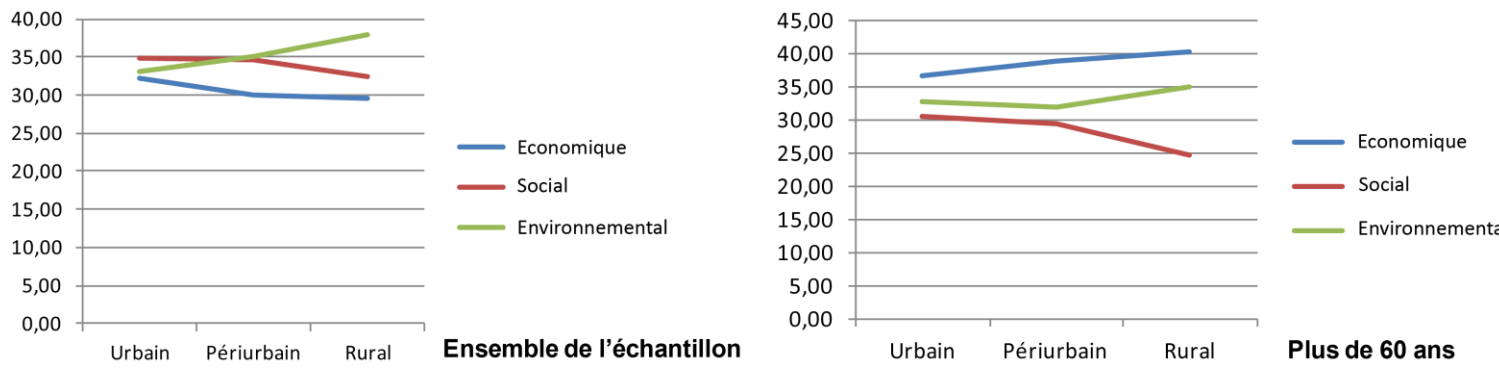 40,00
35,00
30,00
25,00
20,00
15,00
10,00
5,00
0,00
Urbain Périurbain Rural
Economique
Social
Environnemental
Ensemble de l’échantillon
45,00
40,00
35,00
30,00
25,00
20,00
15,00
10,00
5,00
0,00
Urbain Périurbain Rural
Economique
Social
Environnementa
Plus de 60 ans